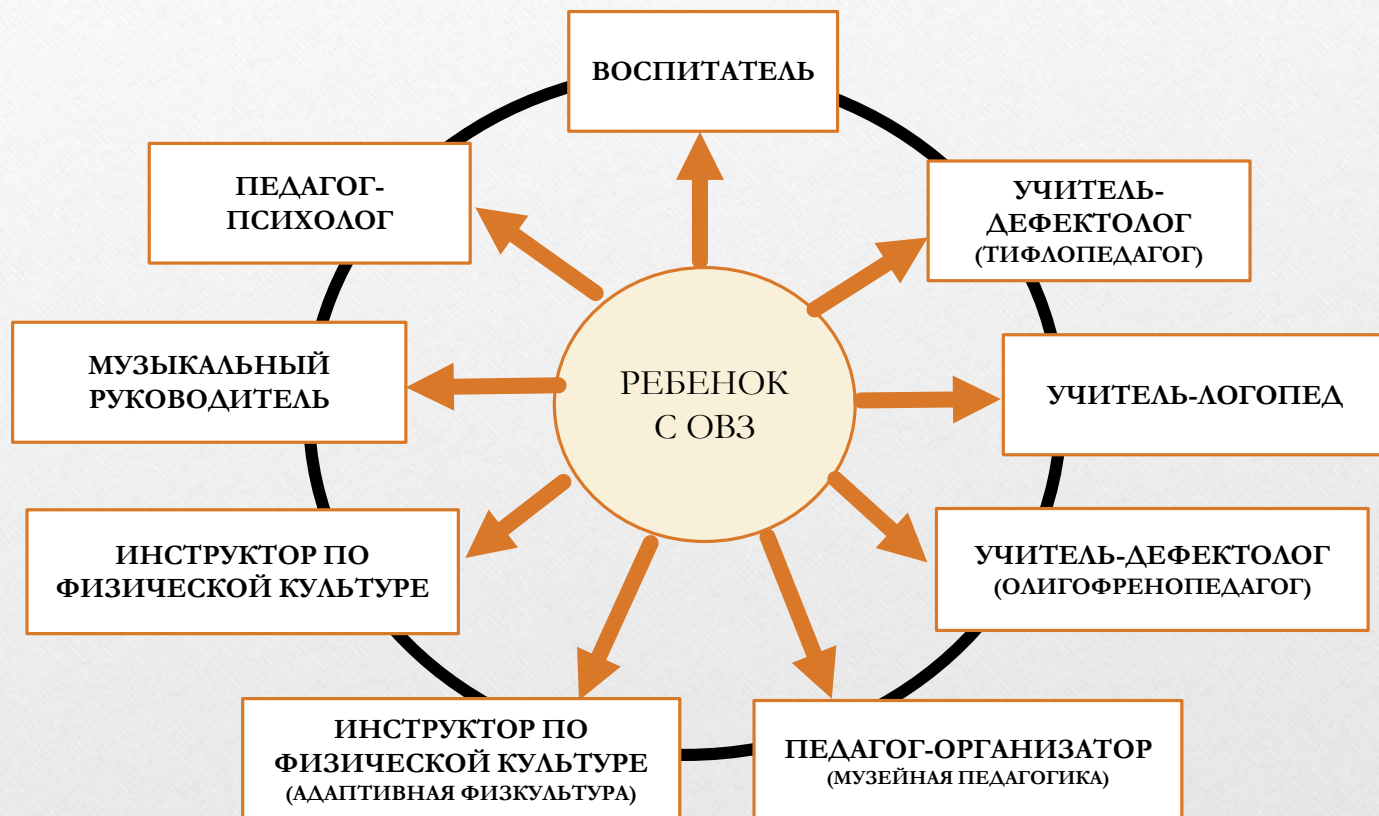 ВОСПИТАТЕЛЬ
ПЕДАГОГ-
ПСИХОЛОГ
УЧИТЕЛЬ-
ДЕФЕКТОЛОГ
(ТИФЛОПЕДАГОГ)
МУЗЫКАЛЬНЫЙ
РУКОВОДИТЕЛЬ
РЕБЕНОК
С ОВЗ
УЧИТЕЛЬ-ЛОГОПЕД
ИНСТРУКТОР ПО
ФИЗИЧЕСКОЙ КУЛЬТУРЕ
УЧИТЕЛЬ-ДЕФЕКТОЛОГ
(ОЛИГОФРЕНОПЕДАГОГ)
ИНСТРУКТОР ПО
ФИЗИЧЕСКОЙ КУЛЬТУРЕ
(АДАПТИВНАЯ ФИЗКУЛЬТУРА)
ПЕДАГОГ-ОРГАНИЗАТОР
(МУЗЕЙНАЯ ПЕДАГОГИКА)